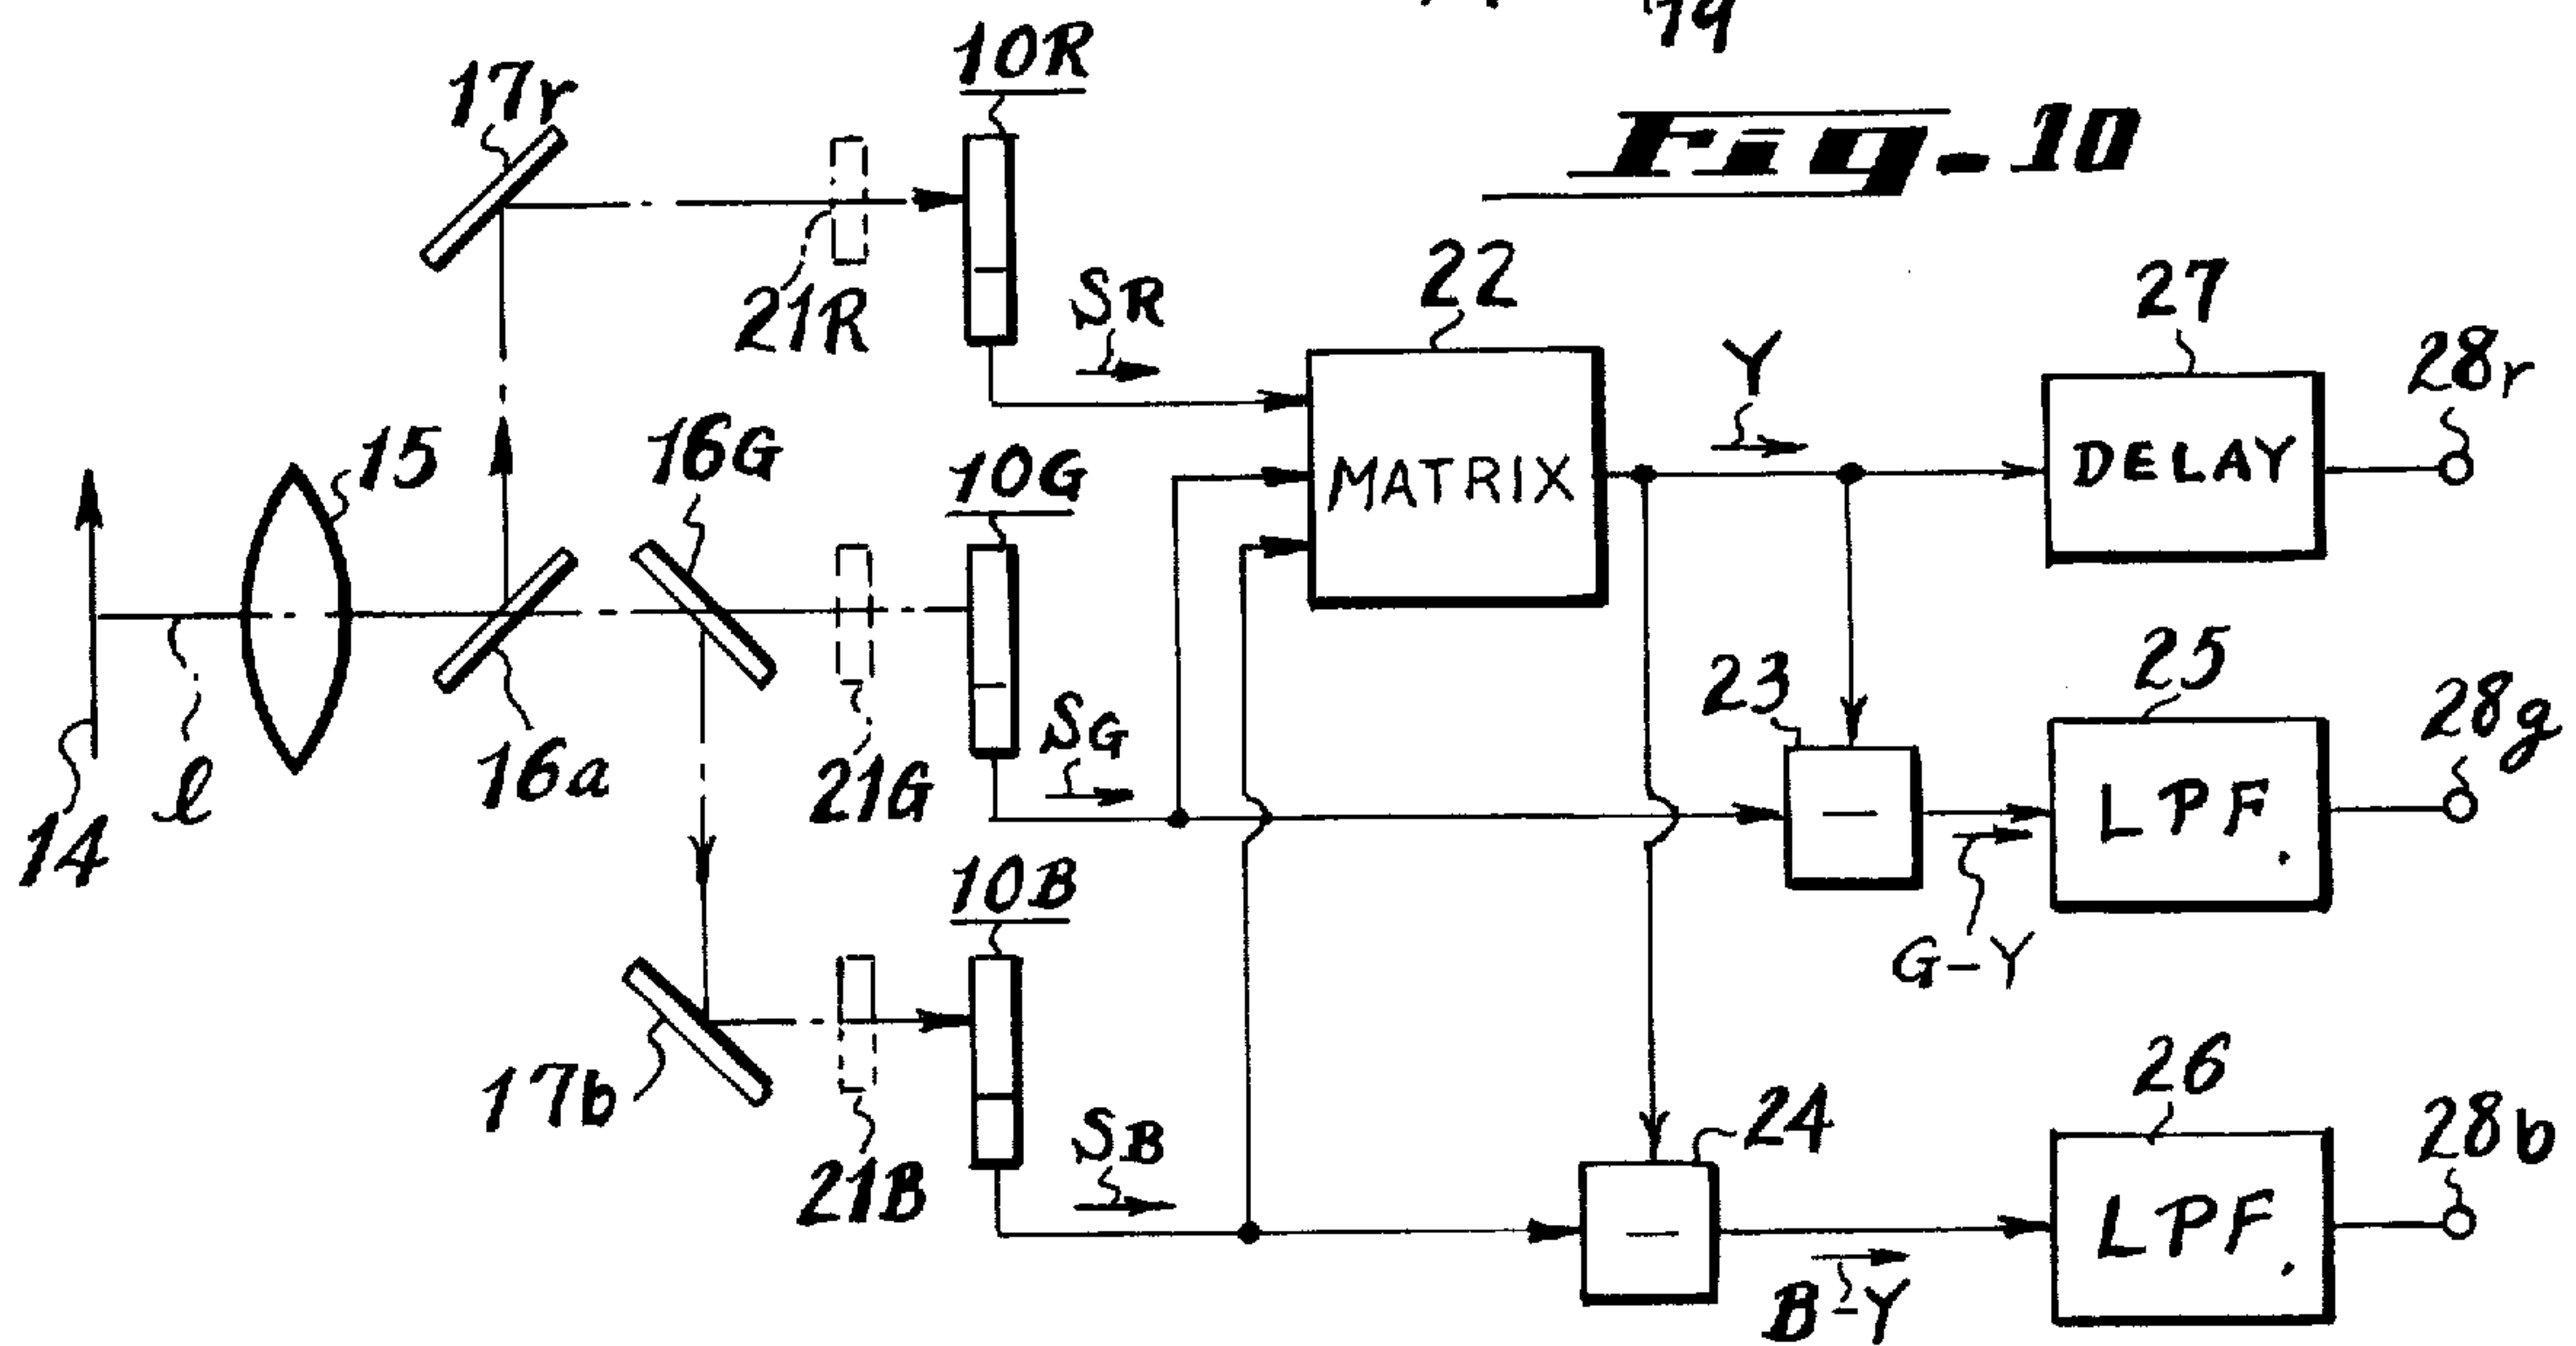 19
Fig-10
17r
10R
21R
SR
22
MATRIX
Y
27
DELAY
28r
15
16G
10G
14
l
16a
21G
SG
23
25
LPF.
28g
G-Y
10B
17b
21B
SB
24
B-Y
26
LPF.
28b